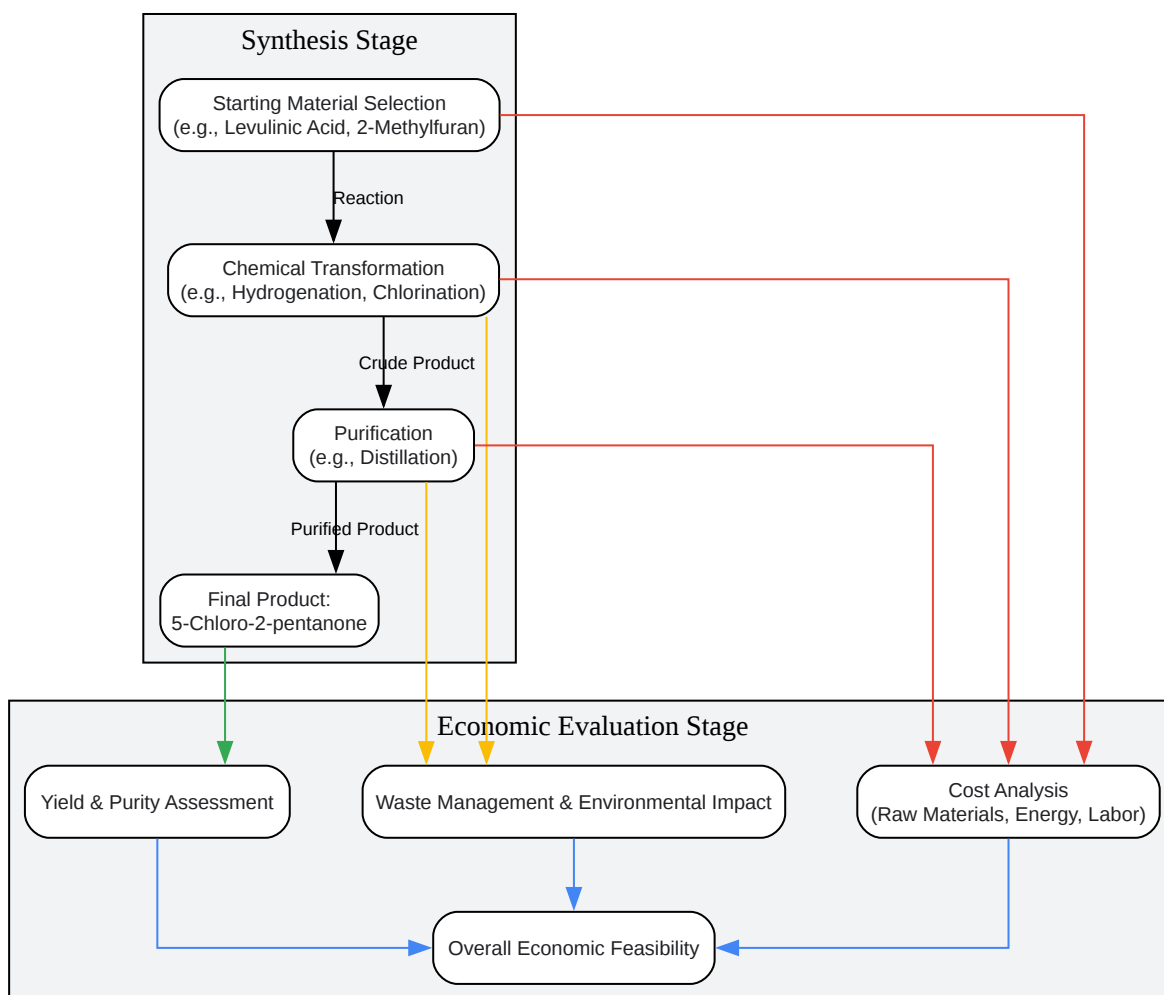 Synthesis Stage
Starting Material Selection
(e.g., Levulinic Acid, 2-Methylfuran)
Reaction
Chemical Transformation
(e.g., Hydrogenation, Chlorination)
Crude Product
Purification
(e.g., Distillation)
Purified Product
Final Product:
5-Chloro-2-pentanone
Economic Evaluation Stage
Yield & Purity Assessment
Waste Management & Environmental Impact
Cost Analysis
(Raw Materials, Energy, Labor)
Overall Economic Feasibility